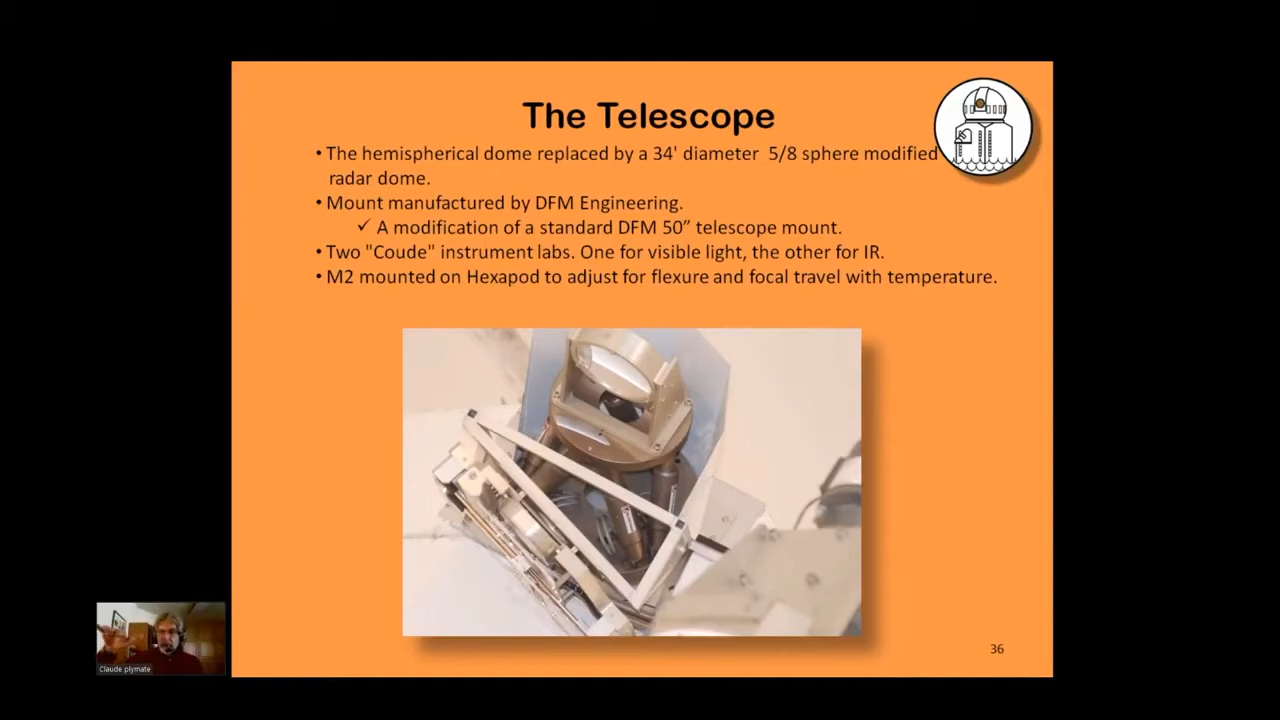 The Telescope
• The hemispherical dome replaced by a 34' diameter 5/8 sphere modified
radar dome.
• Mount manufactured by DFM Engineering.
✓ A modification of a standard DFM 50” telescope mount.
• Two "Coude" instrument labs. One for visible light, the other for IR.
• M2 mounted on Hexapod to adjust for flexure and focal travel with temperature.
36
Claude plymate